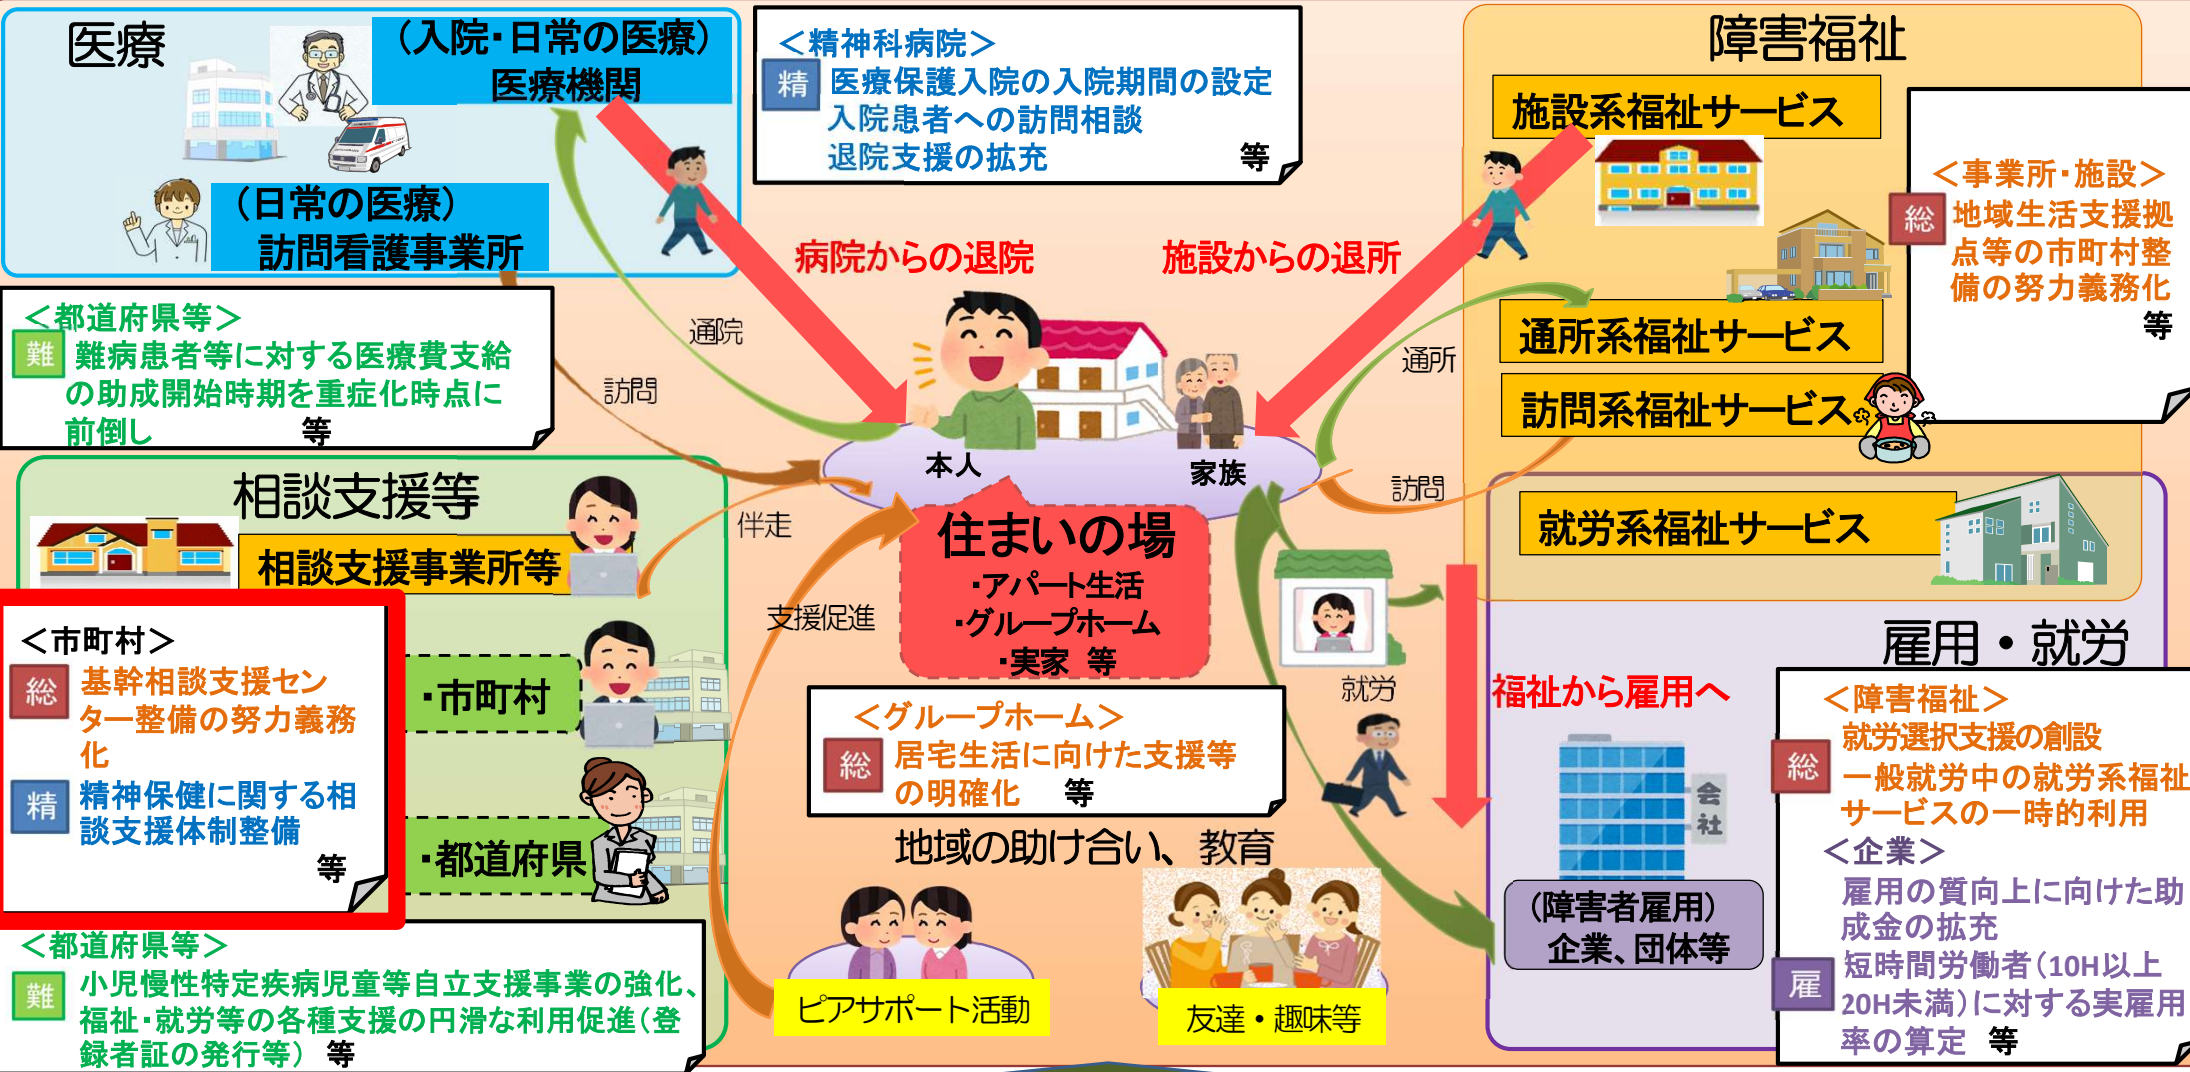 医療
（入院・日常の医療）
医療機関
（日常の医療）
訪問看護事業所
＜精神科病院＞
精
医療保護入院の入院期間の設定
入院患者への訪問相談
退院支援の拡充 等
障害福祉
施設系福祉サービス
＜事業所・施設＞
総
地域生活支援拠
点等の市町村整
備の努力義務化
等
通所系福祉サービス
訪問系福祉サービス
就労系福祉サービス
病院からの退院
施設からの退所
通院
訪問
通所
訪問
＜都道府県等＞
難
難病患者等に対する医療費支給
の助成開始時期を重症化時点に
前倒し 等
本人
家族
住まいの場
・アパート生活
・グループホーム
・実家 等
伴走
支援促進
就労
相談支援等
相談支援事業所等
・市町村
・都道府県
＜市町村＞
総
基幹相談支援セン
ター整備の努力義務
化
精
精神保健に関する相
談支援体制整備
等
＜都道府県等＞
難
小児慢性特定疾病児童等自立支援事業の強化、
福祉・就労等の各種支援の円滑な利用促進（登
録者証の発行等） 等
＜グループホーム＞
総
居宅生活に向けた支援等
の明確化 等
地域の助け合い、教育
ピアサポート活動
友達・趣味等
福祉から雇用へ
雇用・就労
会
社
（障害者雇用）
企業、団体等
＜障害福祉＞
総
就労選択支援の創設
一般就労中の就労系福祉
サービスの一時的利用
＜企業＞
雇用の質向上に向けた助
成金の拡充
雇
短時間労働者（10H以上
20H未満）に対する実雇用
率の算定 等